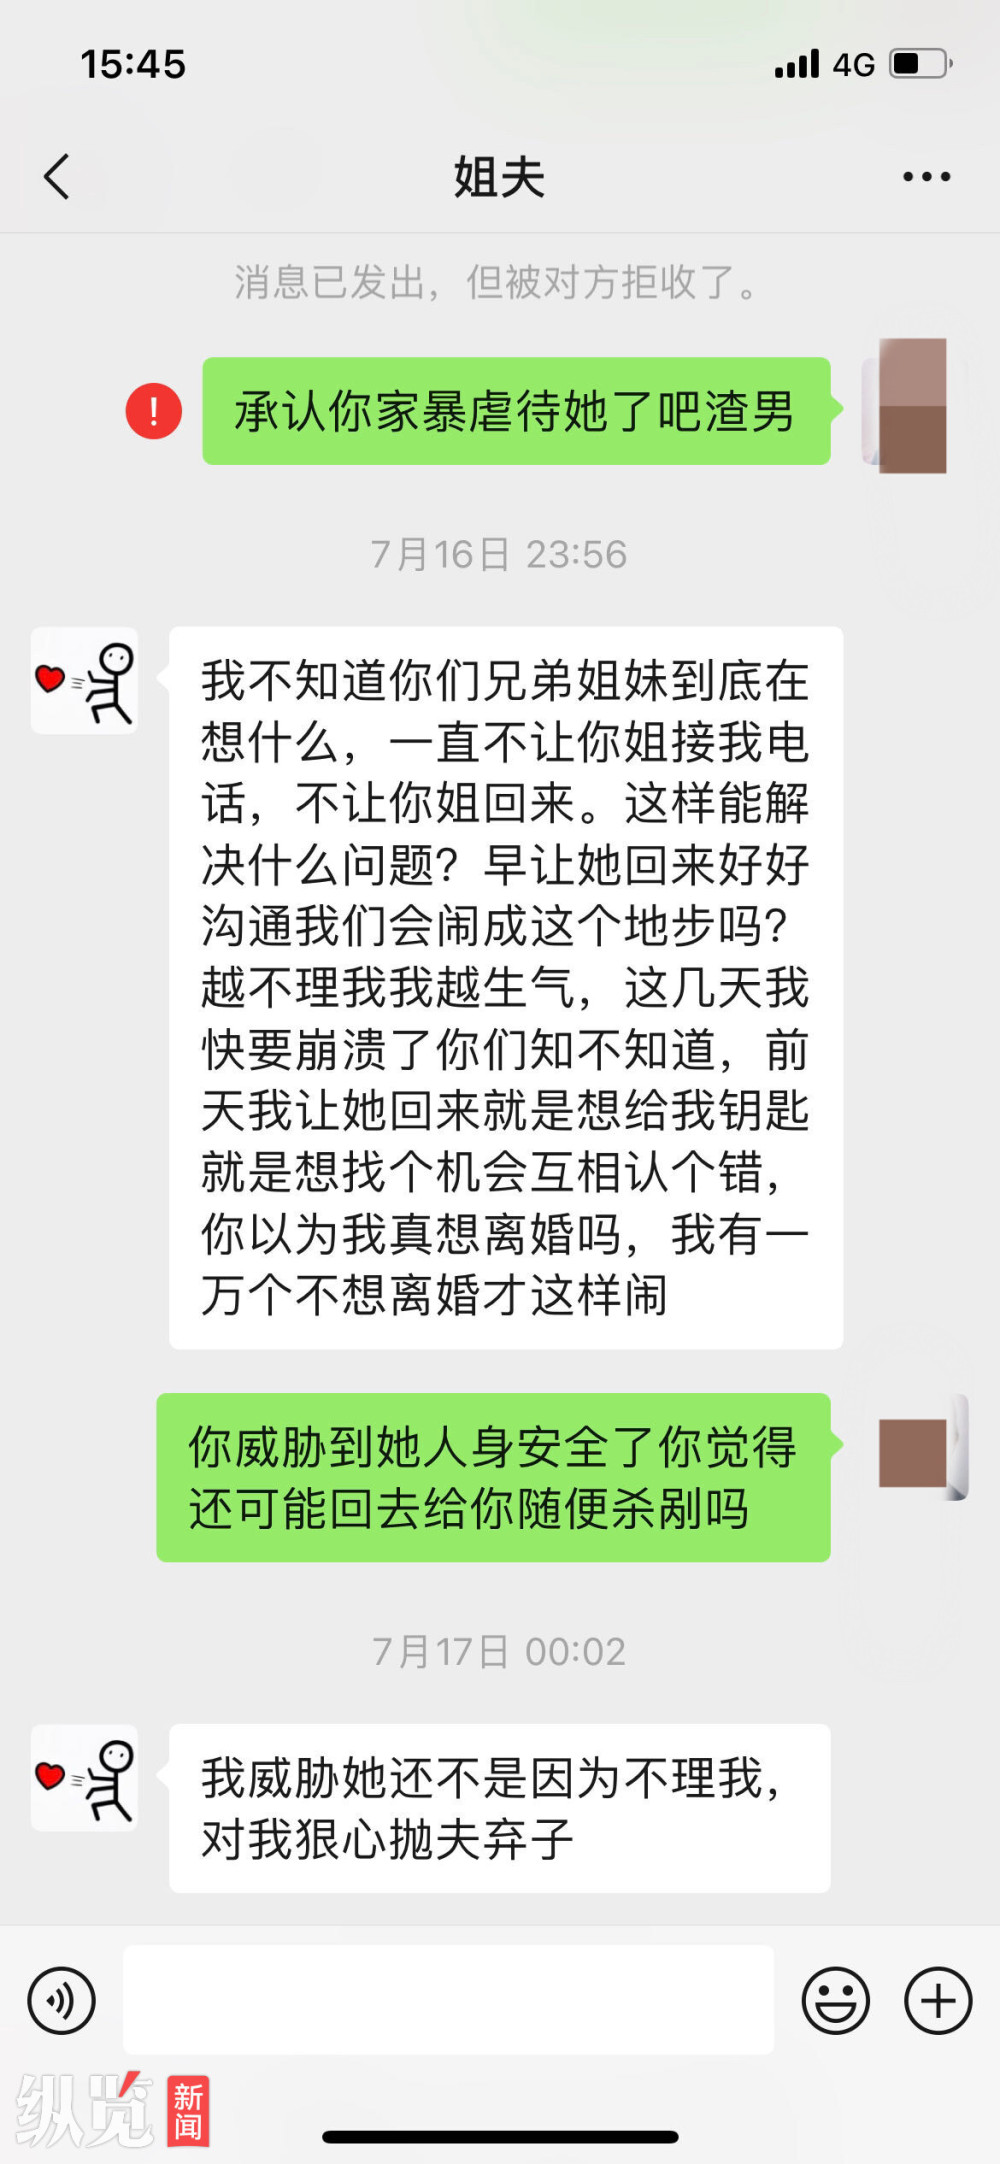 15:45
4G
姐夫
消息已发出，但被对方拒收了。
承认你家暴虐待她了吧渣男
7月16日 23:56
我不知道你们兄弟姐妹到底在
想什么，一直不让你姐接我电
话，不让你姐回来。这样能解
决什么问题？早让她回来好好
沟通我们会闹成这个地步吗？
越不理我我越生气，这几天我
快要崩溃了你们知不知道，前
天我让她回来就是想给我钥匙
就是想找个机会互相认个错，
你以为我真想离婚吗，我有一
万个不想离婚才这样闹
你威胁到她人身安全了你觉得
还可能回去给你随便杀剐吗
7月17日 00:02
我威胁她还不是因为不理我，
对我狠心抛夫弃子
纵览
新闻